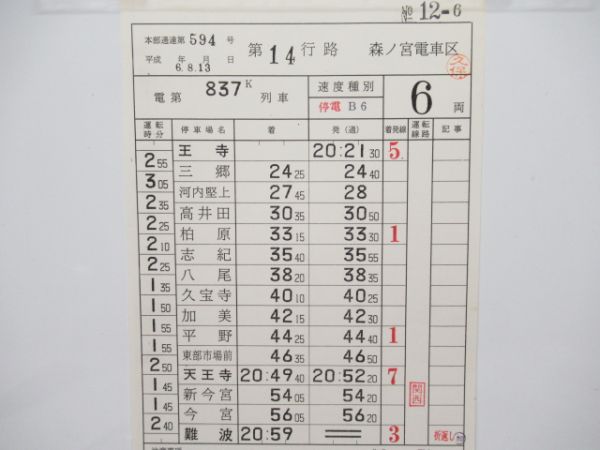 № 12-6
本部通達第 594 号
平成 年 月 日
6.8.13
第 14 行路 森ノ宮電車区
久保
電第 837K 列車 速度種別 停電 B6 6 両
運転時分 停車場名 着 発(通) 着発線 運転線路 記事
王寺 20:21 30 5
2 55
三郷 24 25 24 40
3 05
河内堅上 27 45 28
2 35
高井田 30 35 30 50
2 25
柏原 33 15 33 30 1
2 10
志紀 35 40 35 55
2 25
八尾 38 20 38 35
1 35
久宝寺 40 10 40 25
1 50
加美 42 15 42 30
1 55
平野 44 25 44 40 1
1 55
東部市場前 46 35 46 50
2 50
天王寺 20:49 40 20:52 20 7
関西
1 45
新今宮 54 05 54 20
1 45
今宮 56 05 56 20
2 40
難波 20:59 3 折返し